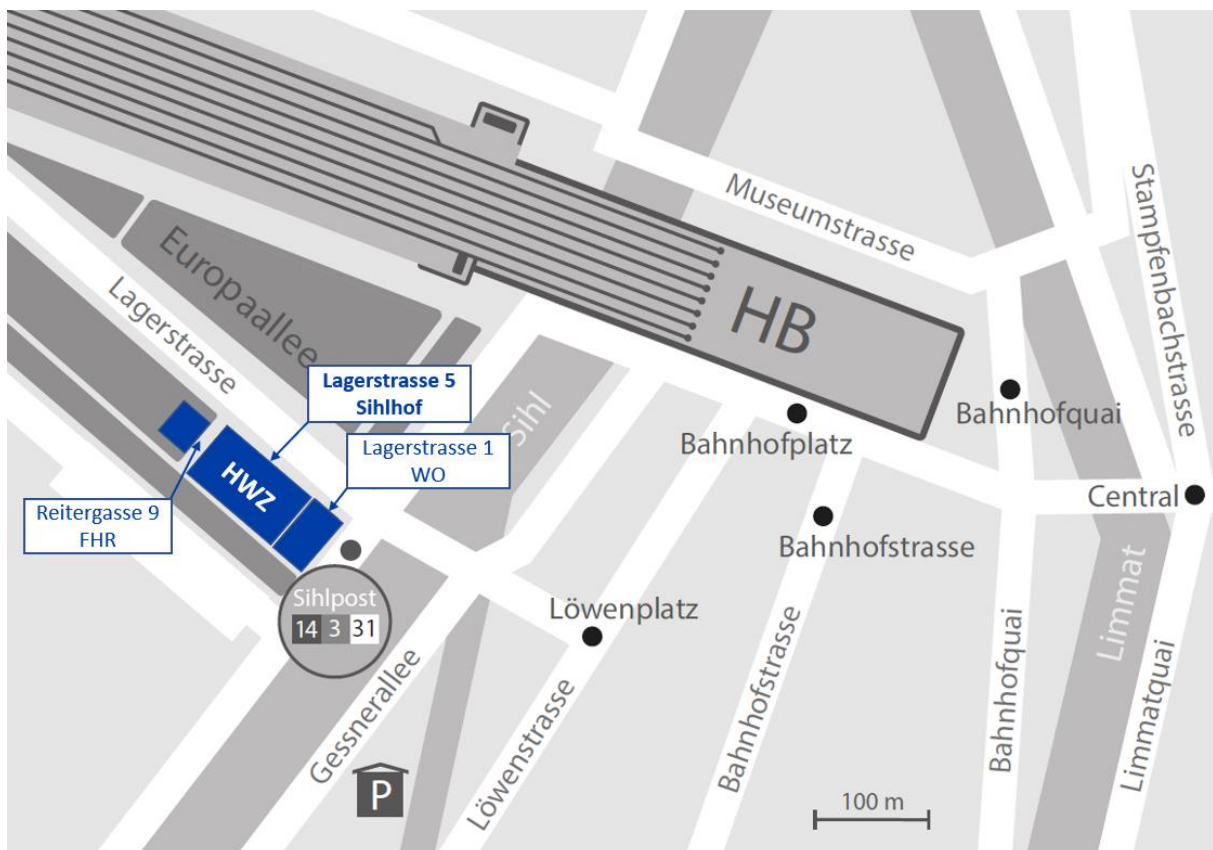 Museumstrasse
Stampfenbachstrasse
Europaallee
HB
Lagerstrasse
Lagerstrasse 5
Sihlhof
Sihl
Bahnhofquai
Bahnhofplatz
Lagerstrasse 1
WO
HWZ
Central
Reitergasse 9
FHR
Bahnhofstrasse
Sihlpost
14 3 31
Löwenplatz
Limmat
Gessnerallee
Löwenstrasse
Bahnhofstrasse
Bahnhofquai
Limmatquai
P
100 m